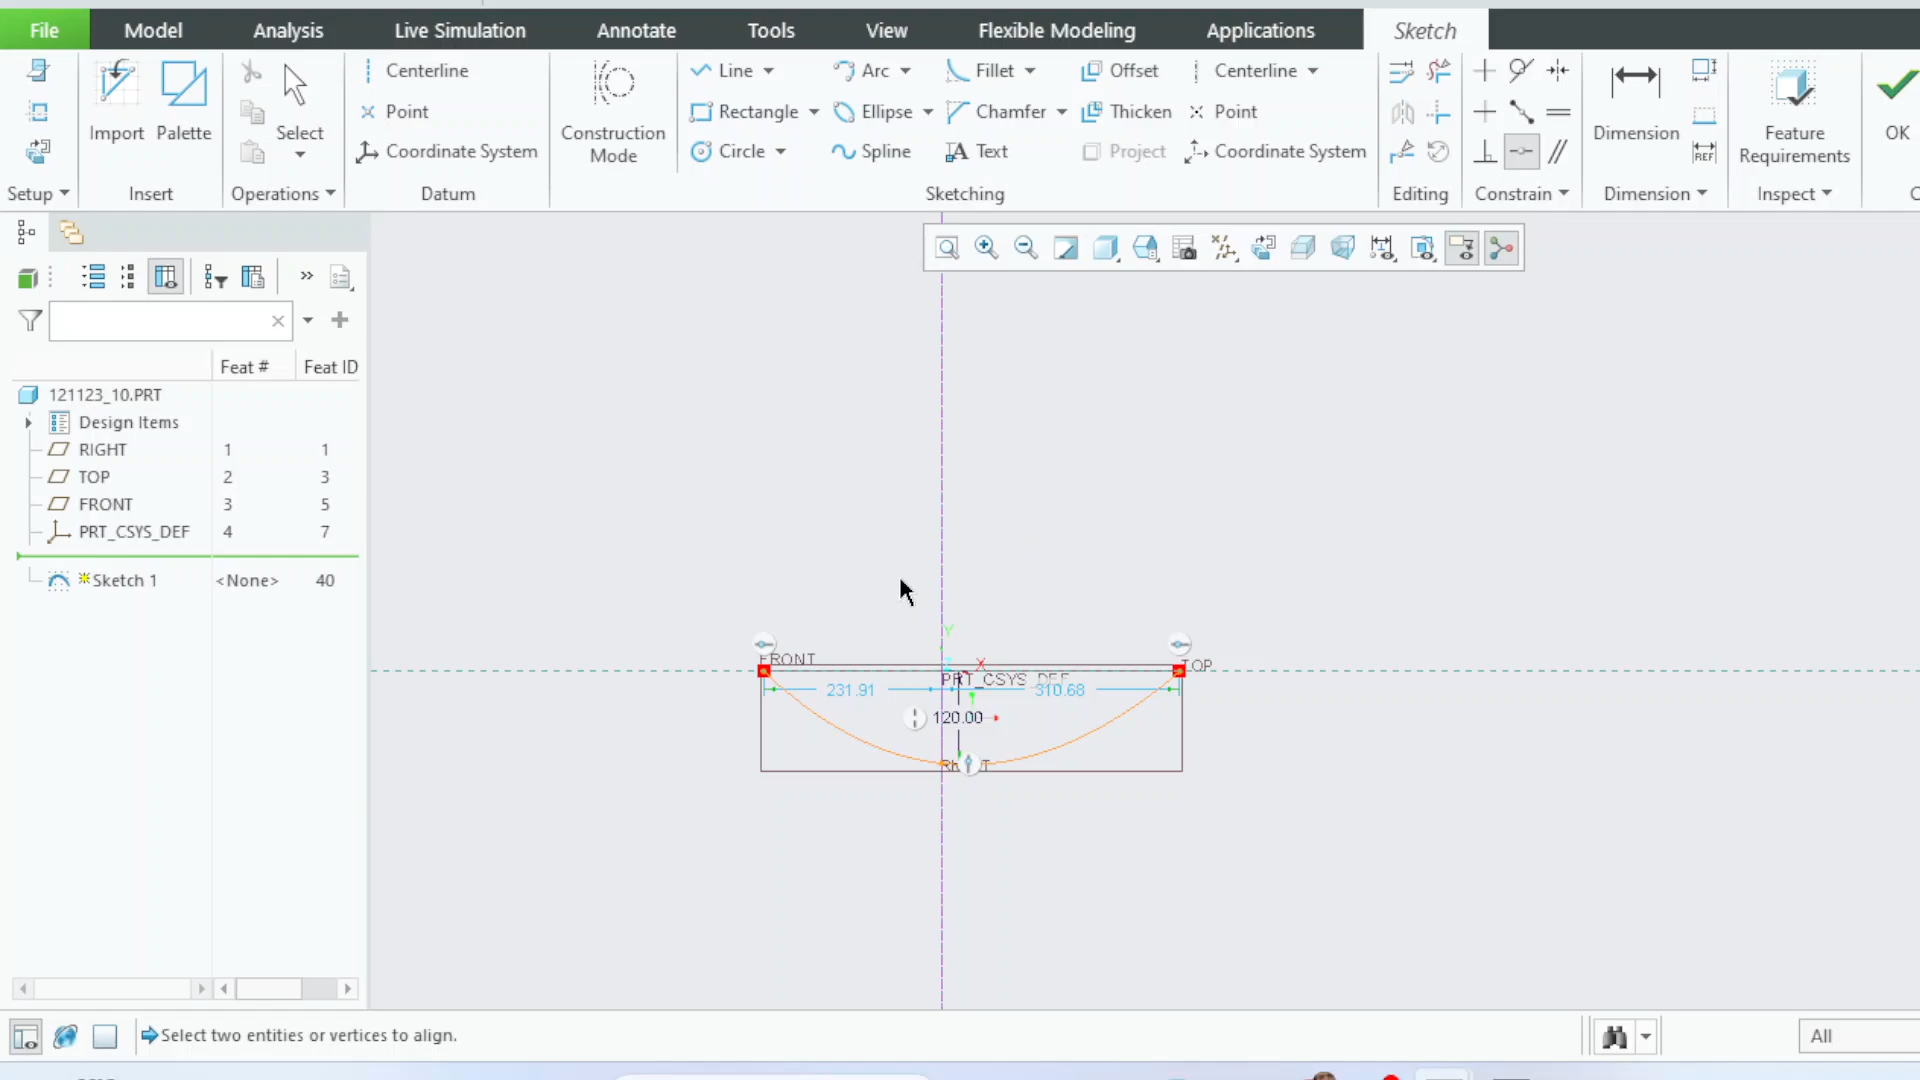 File Model Analysis Live Simulation Annotate Tools View Flexible Modeling Applications Sketch
Centerline Line Arc Fillet Offset Centerline
Point Rectangle Ellipse Chamfer Thicken Point
Import Palette Select Construction Mode Dimension Feature Requirements OK
Coordinate System Circle Spline Text Project Coordinate System
REF
Setup Insert Operations Datum Sketching Editing Constrain Dimension Inspect
Feat # Feat ID
121123_10.PRT
Design Items
RIGHT 1 1
TOP 2 3
FRONT 3 5
PRT_CSYS_DEF 4 7
Sketch 1 <None> 40
Y
X
FRONT TOP
PRT_CSYS_DEF
231.91 310.68
120.00
RIGHT
Select two entities or vertices to align.
All